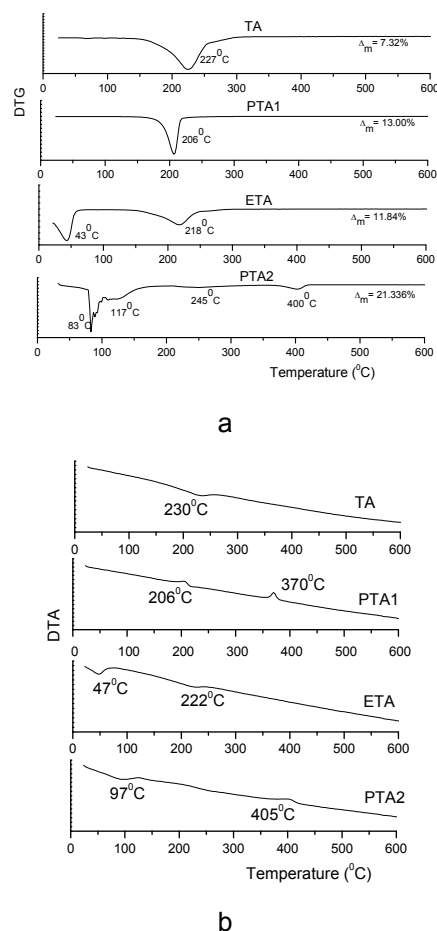 TA
227⁰C
Δm=7.32%
0 100 200 300 400 500 600
PTA1
206⁰C
Δm=13.00%
0 100 200 300 400 500 600
ETA
43⁰C
218⁰C
Δm=11.84%
0 100 200 300 400 500 600
PTA2
83⁰C
117⁰C
245⁰C
400⁰C
Δm=21.336%
0 100 200 300 400 500 600
DTG
Temperature (⁰C)
a
230⁰C
TA
0 100 200 300 400 500 600
206⁰C
370⁰C
PTA1
0 100 200 300 400 500 600
47⁰C
222⁰C
ETA
0 100 200 300 400 500 600
97⁰C
405⁰C
PTA2
0 100 200 300 400 500 600
DTA
Temperature (⁰C)
b